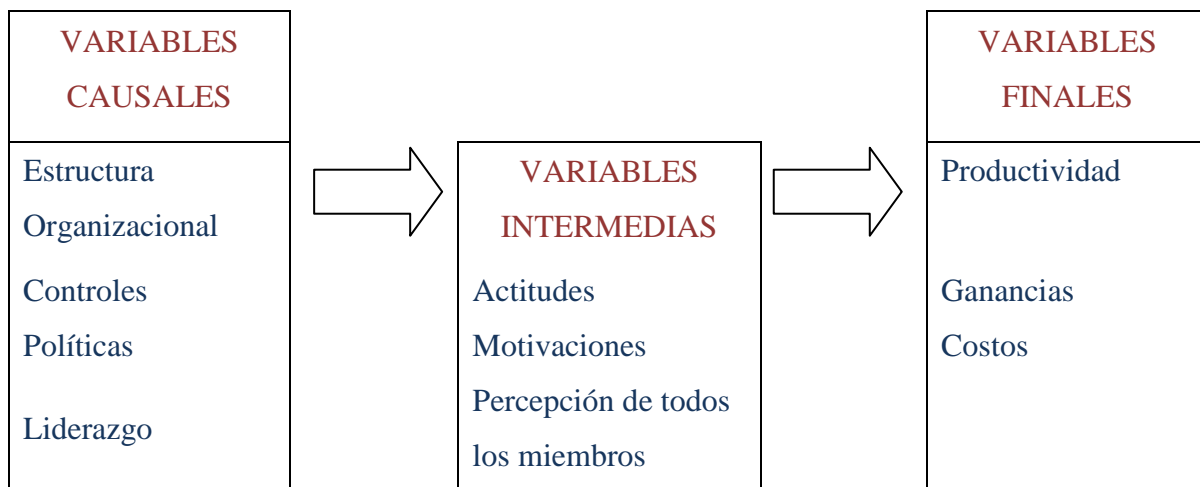 VARIABLES
CAUSALES
Estructura
Organizacional
Controles
Políticas
Liderazgo
VARIABLES
INTERMEDIAS
Actitudes
Motivaciones
Percepción de todos
los miembros
VARIABLES
FINALES
Productividad
Ganancias
Costos